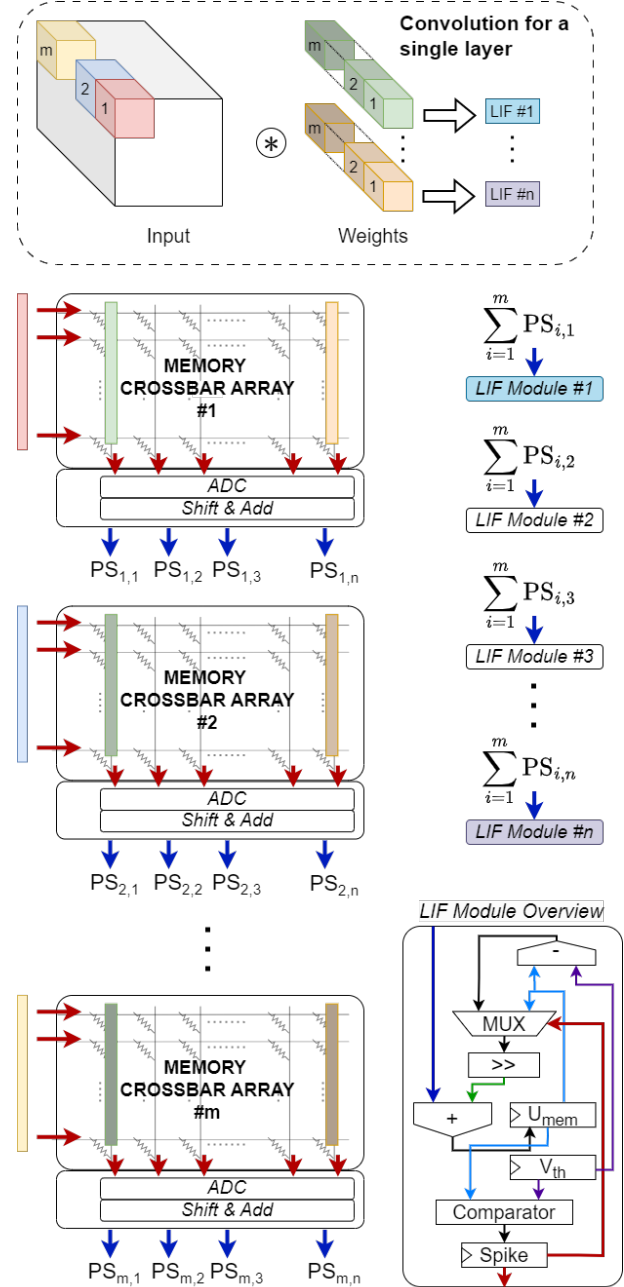 Convolution for a
single layer
m
2
1
m
2
1
LIF #1
m
2
1
LIF #n
Input
Weights
MEMORY
CROSSBAR ARRAY
#1
ADC
Shift & Add
PS1,1 PS1,2 PS1,3 PS1,n
MEMORY
CROSSBAR ARRAY
#2
ADC
Shift & Add
PS2,1 PS2,2 PS2,3 PS2,n
MEMORY
CROSSBAR ARRAY
#m
ADC
Shift & Add
PSm,1 PSm,2 PSm,3 PSm,n
m
∑ PSi,1
i=1
LIF Module #1
m
∑ PSi,2
i=1
LIF Module #2
m
∑ PSi,3
i=1
LIF Module #3
m
∑ PSi,n
i=1
LIF Module #n
LIF Module Overview
-
MUX
>>
+
Umem
Vth
Comparator
Spike